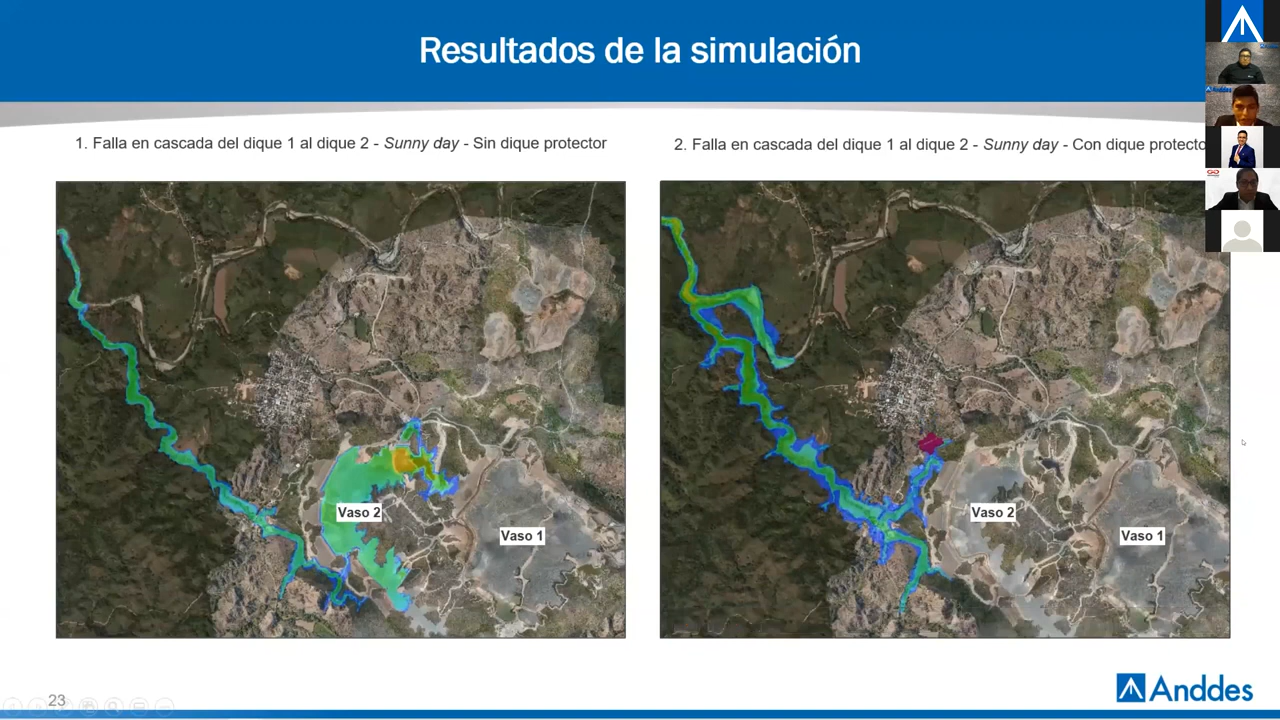 Resultados de la simulación
1. Falla en cascada del dique 1 al dique 2 - Sunny day - Sin dique protector
2. Falla en cascada del dique 1 al dique 2 - Sunny day - Con dique protecto
Vaso 2
Vaso 1
Vaso 2
Vaso 1
Anddes
23
Anddes